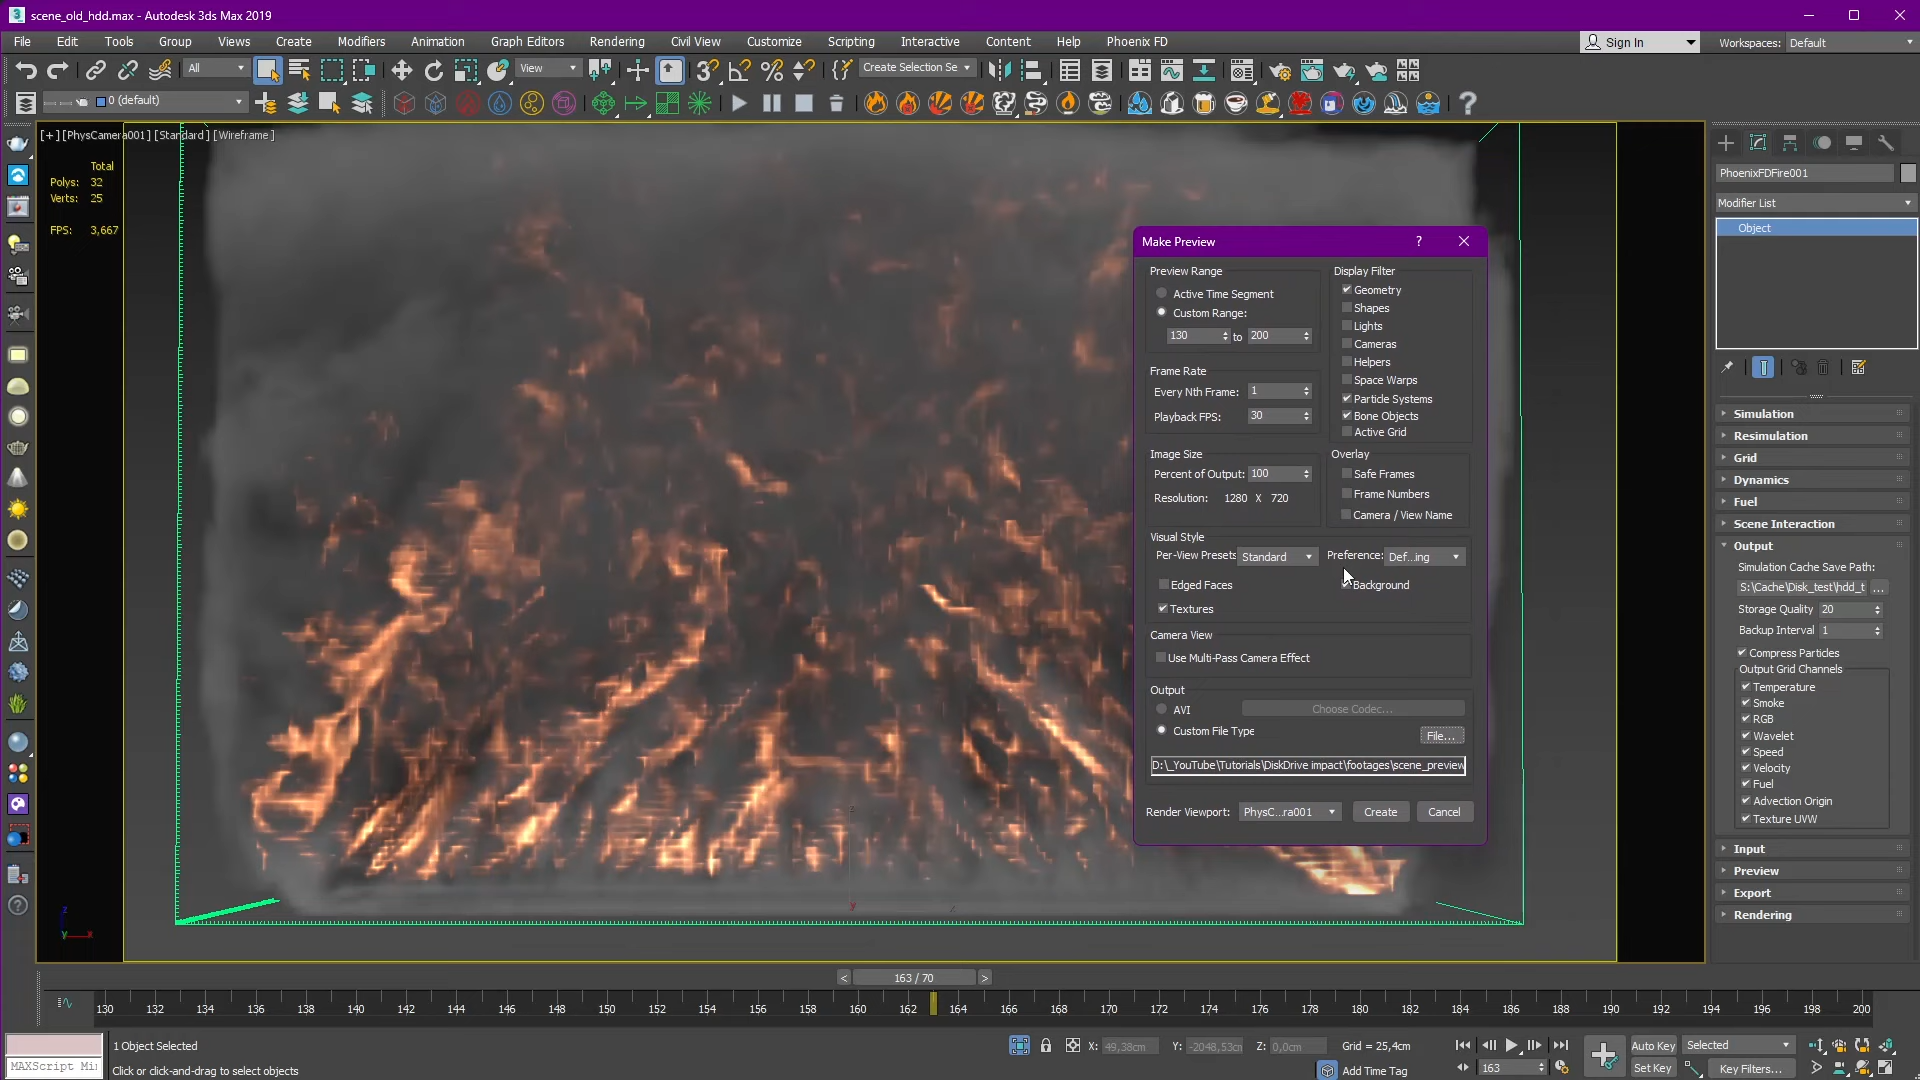 scene_old_hdd.max - Autodesk 3ds Max 2019
File Edit Tools Group Views Create Modifiers Animation Graph Editors Rendering Civil View Customize Scripting Interactive Content Help Phoenix FD
Sign In
Workspaces: Default
All
View
Create Selection Se
0 (default)
[+] [PhysCamera001] [Standard] [Wireframe]
Total
Polys: 32
Verts: 25
FPS: 3,667
Make Preview
Preview Range
Active Time Segment
Custom Range:
130 to 200
Frame Rate
Every Nth Frame: 1
Playback FPS: 30
Image Size
Percent of Output: 100
Resolution: 1280 X 720
Display Filter
Geometry
Shapes
Lights
Cameras
Helpers
Space Warps
Particle Systems
Bone Objects
Active Grid
Overlay
Safe Frames
Frame Numbers
Camera / View Name
Visual Style
Per-View Presets Standard
Preference: Def...ing
Edged Faces
Background
Textures
Camera View
Use Multi-Pass Camera Effect
Output
AVI
Choose Codec...
Custom File Type
File...
D:\_YouTube\Tutorials\DiskDrive impact\footages\scene_preview
Render Viewport: PhysC...ra001
Create
Cancel
PhoenixFDFire001
Modifier List
Object
Simulation
Resimulation
Grid
Dynamics
Fuel
Scene Interaction
Output
Simulation Cache Save Path:
S:\Cache\Disk_test\hdd_t ...
Storage Quality 20
Backup Interval 1
Compress Particles
Output Grid Channels
Temperature
Smoke
RGB
Wavelet
Speed
Velocity
Fuel
Advection Origin
Texture UVW
Input
Preview
Export
Rendering
z
y
x
< 163 / 70 >
130 132 134 136 138 140 142 144 146 148 150 152 154 156 158 160 162 164 166 168 170 172 174 176 178 180 182 184 186 188 190 192 194 196 198 200
1 Object Selected
X: 49,38cm Y: -2048,53cm Z: 0,0cm Grid = 25,4cm
Auto Key Selected
MAXScript Mi
Click or click-and-drag to select objects
Add Time Tag
163
Set Key
Key Filters...